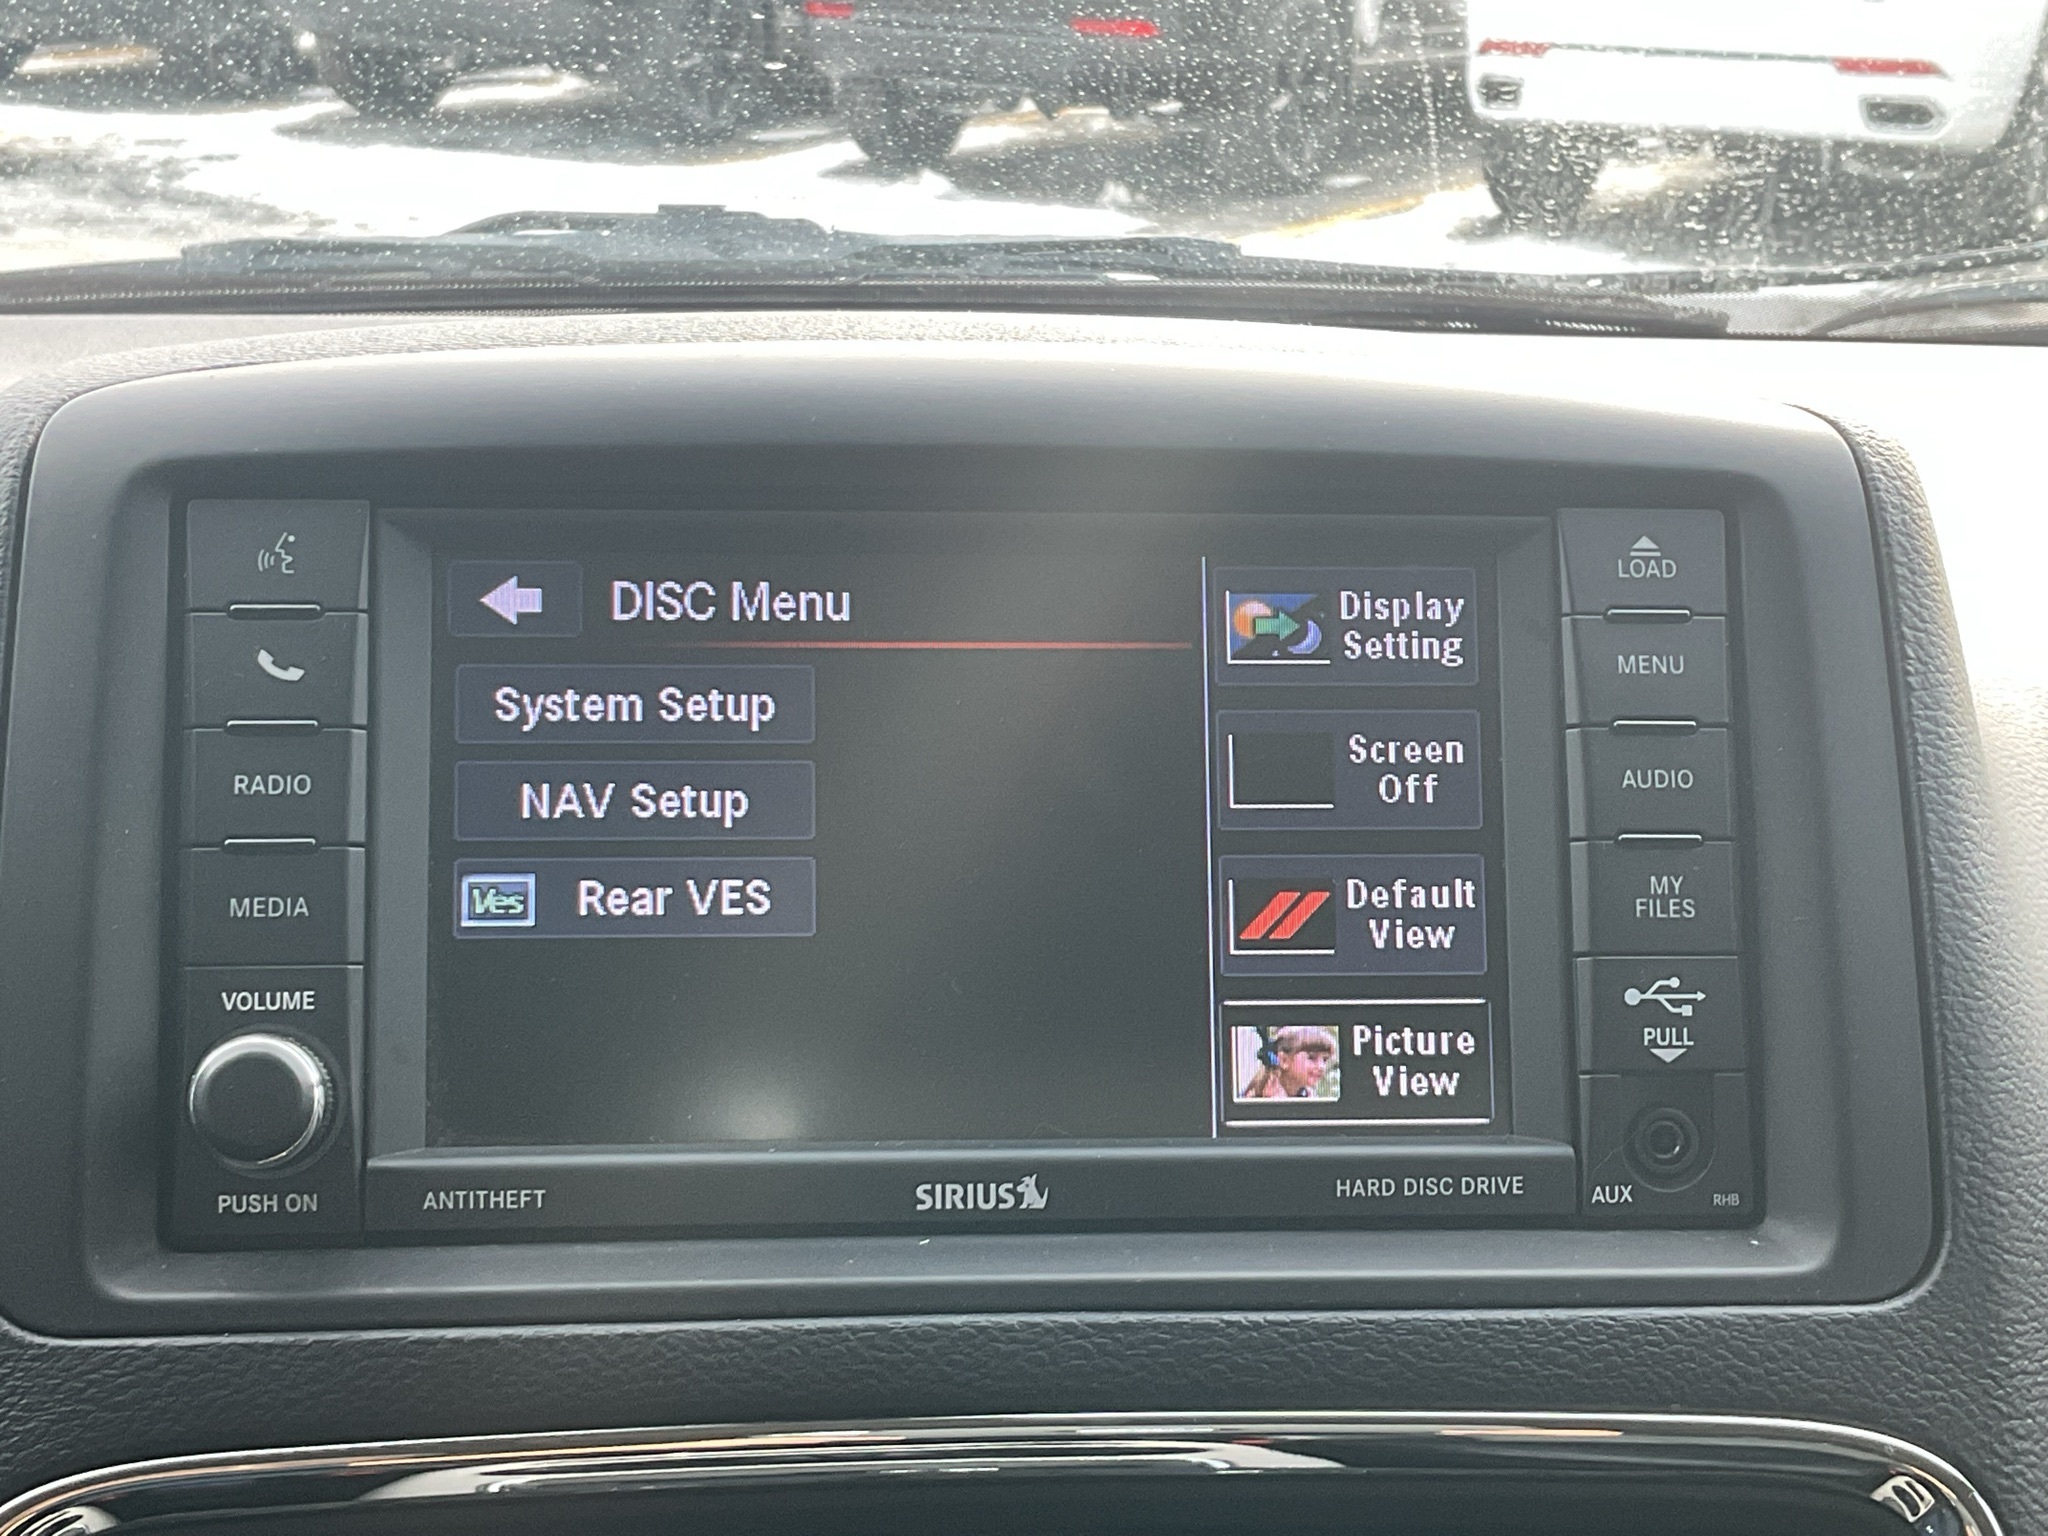 RADIO
MEDIA
VOLUME
PUSH ON
DISC Menu
System Setup
NAV Setup
Ves Rear VES
Display
Setting
Screen
Off
Default
View
Picture
View
LOAD
MENU
AUDIO
MY
FILES
PULL
AUX
RHB
ANTITHEFT
SIRIUS
HARD DISC DRIVE